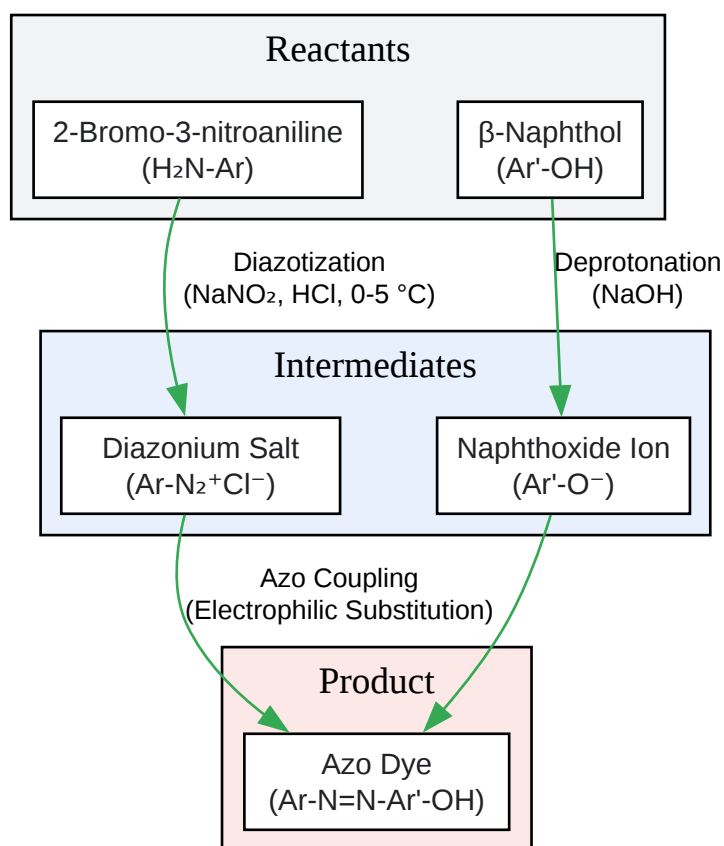 Reactants
2-Bromo-3-nitroaniline
(H₂N-Ar)
β-Naphthol
(Ar'-OH)
Diazotization
(NaNO₂, HCl, 0-5 °C)
Deprotonation
(NaOH)
Intermediates
Diazonium Salt
(Ar-N₂⁺Cl⁻)
Naphthoxide Ion
(Ar'-O⁻)
Azo Coupling
(Electrophilic Substitution)
Product
Azo Dye
(Ar-N=N-Ar'-OH)